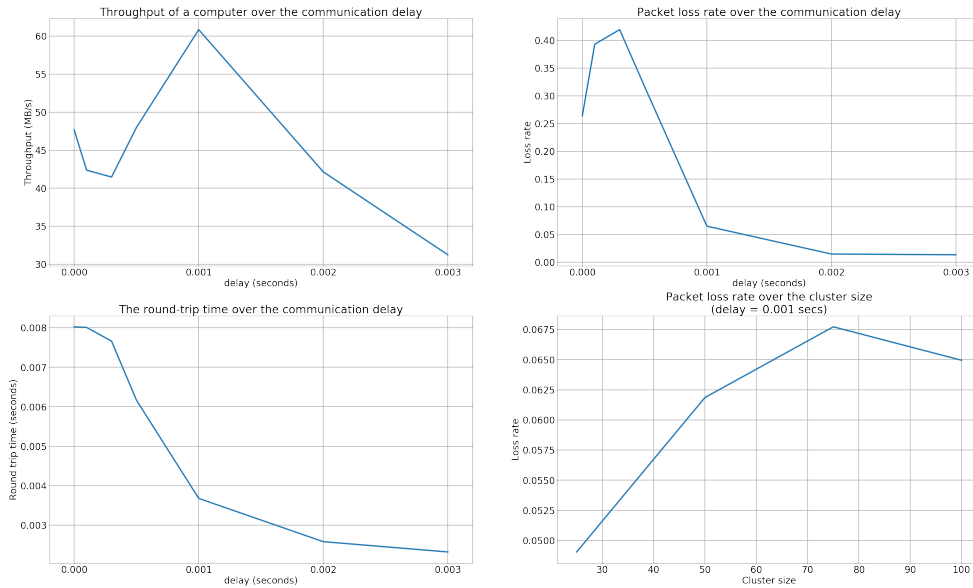 Throughput of a computer over the communication delay
60
55
50
45
40
35
30
Throughput (MB/s)
0.000 0.001 0.002 0.003
delay (seconds)
Packet loss rate over the communication delay
0.40
0.35
0.30
0.25
0.20
0.15
0.10
0.05
0.00
Loss rate
0.000 0.001 0.002 0.003
delay (seconds)
The round-trip time over the communication delay
0.008
0.007
0.006
0.005
0.004
0.003
Round trip time (seconds)
0.000 0.001 0.002 0.003
delay (seconds)
Packet loss rate over the cluster size
(delay = 0.001 secs)
0.0675
0.0650
0.0625
0.0600
0.0575
0.0550
0.0525
0.0500
Loss rate
30 40 50 60 70 80 90 100
Cluster size